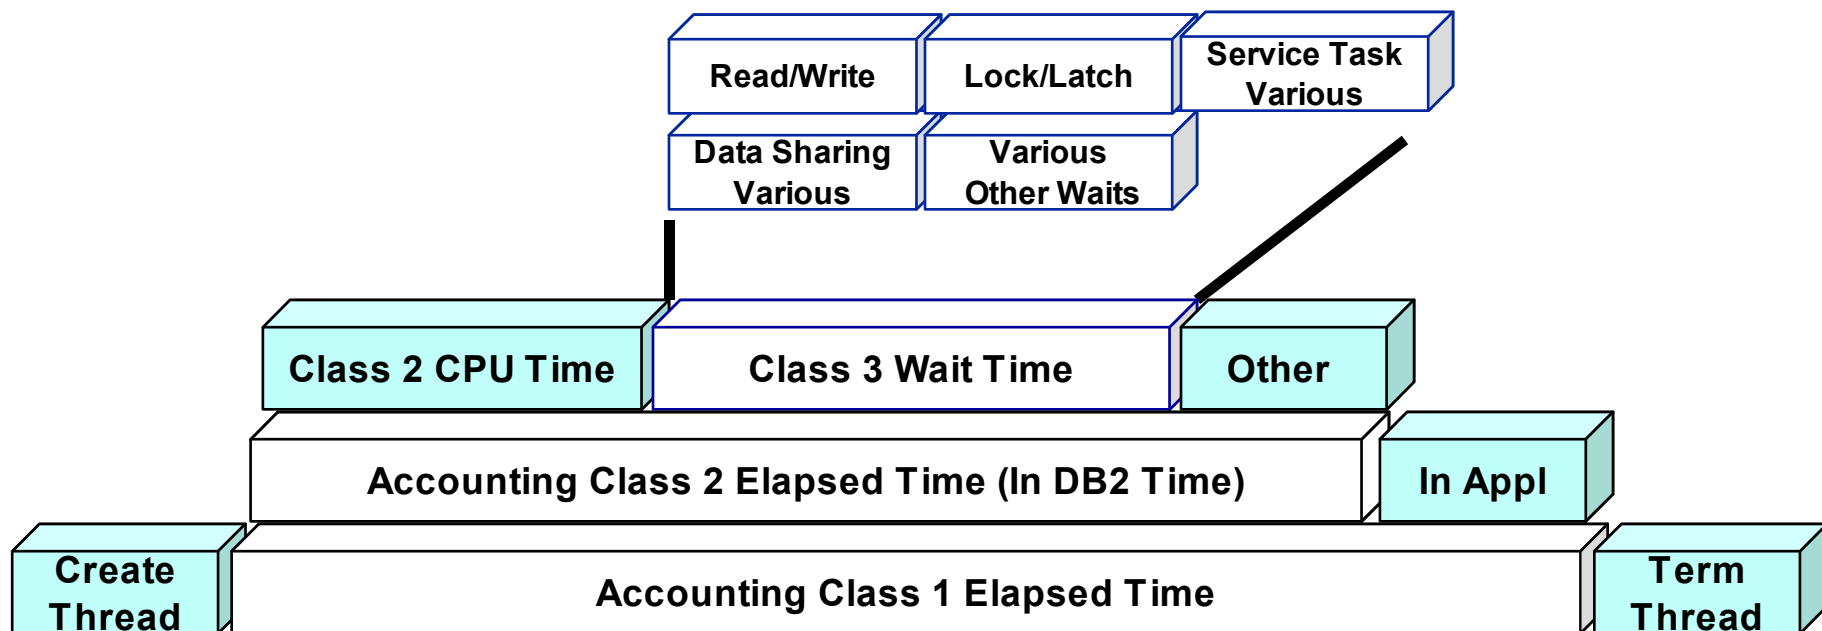 Read/Write
Lock/Latch
Service Task
Various
Data Sharing
Various
Various
Other Waits
Class 2 CPU Time
Class 3 Wait Time
Other
Accounting Class 2 Elapsed Time (In DB2 Time)
In Appl
Create
Thread
Accounting Class 1 Elapsed Time
Term
Thread